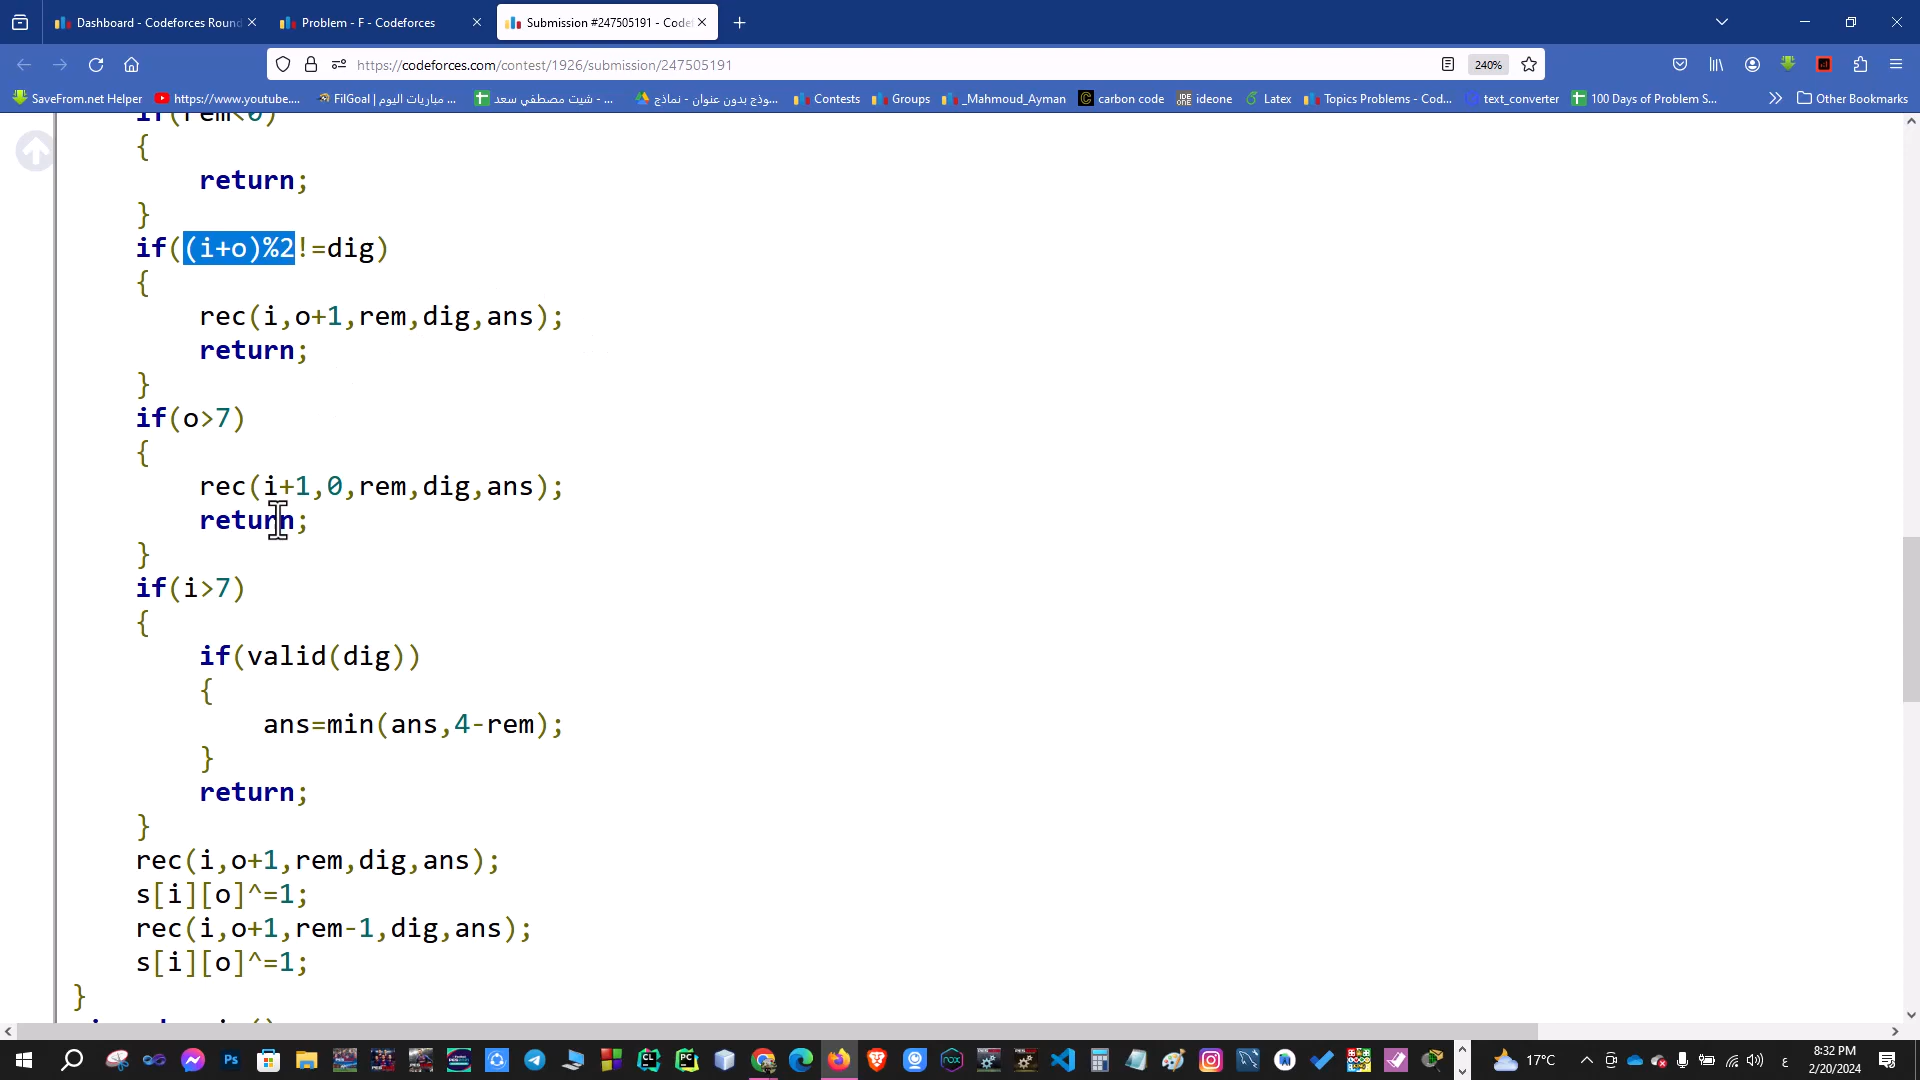 Dashboard - Codeforces Round
Problem - F - Codeforces
Submission #247505191 - Code
https://codeforces.com/contest/1926/submission/247505191
240%
SaveFrom.net Helper
https://www.youtube....
FilGoal | مباريات اليوم ...
شيت مصطفي سعد - ...
نموذج بدون عنوان - نماذج...
Contests
Groups
_Mahmoud_Ayman
carbon code
ideone
Latex
Topics Problems - Cod...
text_converter
100 Days of Problem S...
Other Bookmarks
if(rem<0)
{
return;
}
if((i+o)%2!=dig)
{
rec(i,o+1,rem,dig,ans);
return;
}
if(o>7)
{
rec(i+1,0,rem,dig,ans);
return;
}
if(i>7)
{
if(valid(dig))
{
ans=min(ans,4-rem);
}
return;
}
rec(i,o+1,rem,dig,ans);
s[i][o]^=1;
rec(i,o+1,rem-1,dig,ans);
s[i][o]^=1;
}
17°C
ع
8:32 PM
2/20/2024